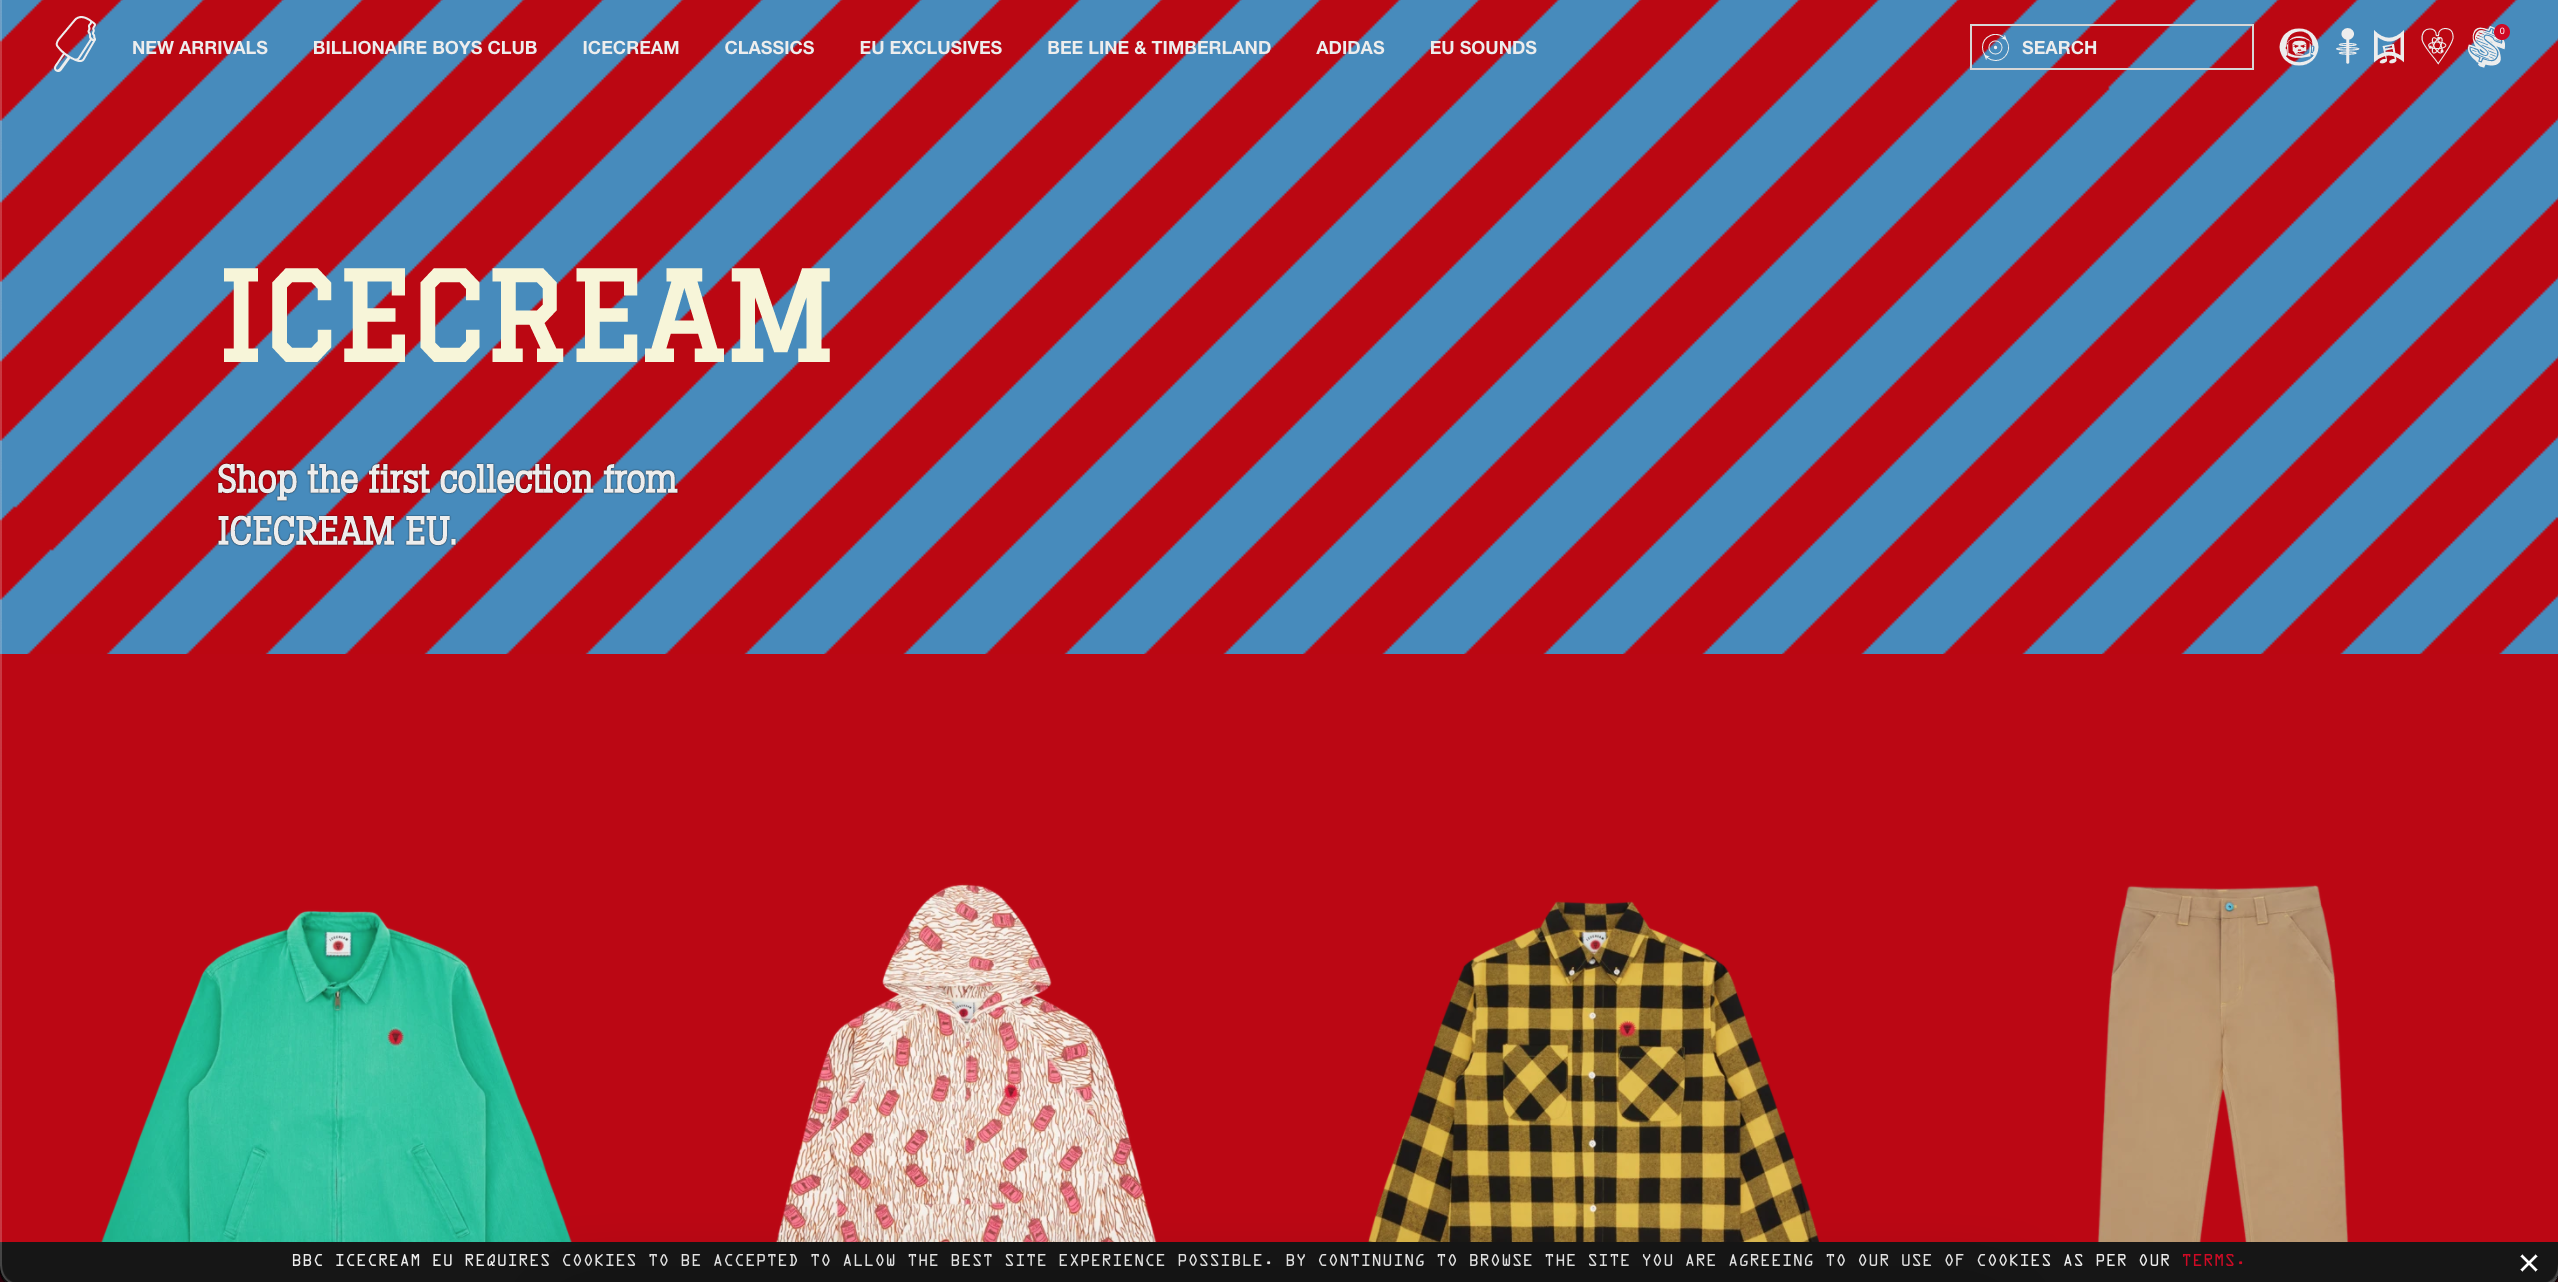 NEW ARRIVALS
BILLIONAIRE BOYS CLUB
ICECREAM
CLASSICS
EU EXCLUSIVES
BEE LINE & TIMBERLAND
ADIDAS
EU SOUNDS
SEARCH
0
ICECREAM
Shop the first collection from
ICECREAM EU.
BBC ICECREAM EU REQUIRES COOKIES TO BE ACCEPTED TO ALLOW THE BEST SITE EXPERIENCE POSSIBLE. BY CONTINUING TO BROWSE THE SITE YOU ARE AGREEING TO OUR USE OF COOKIES AS PER OUR TERMS.